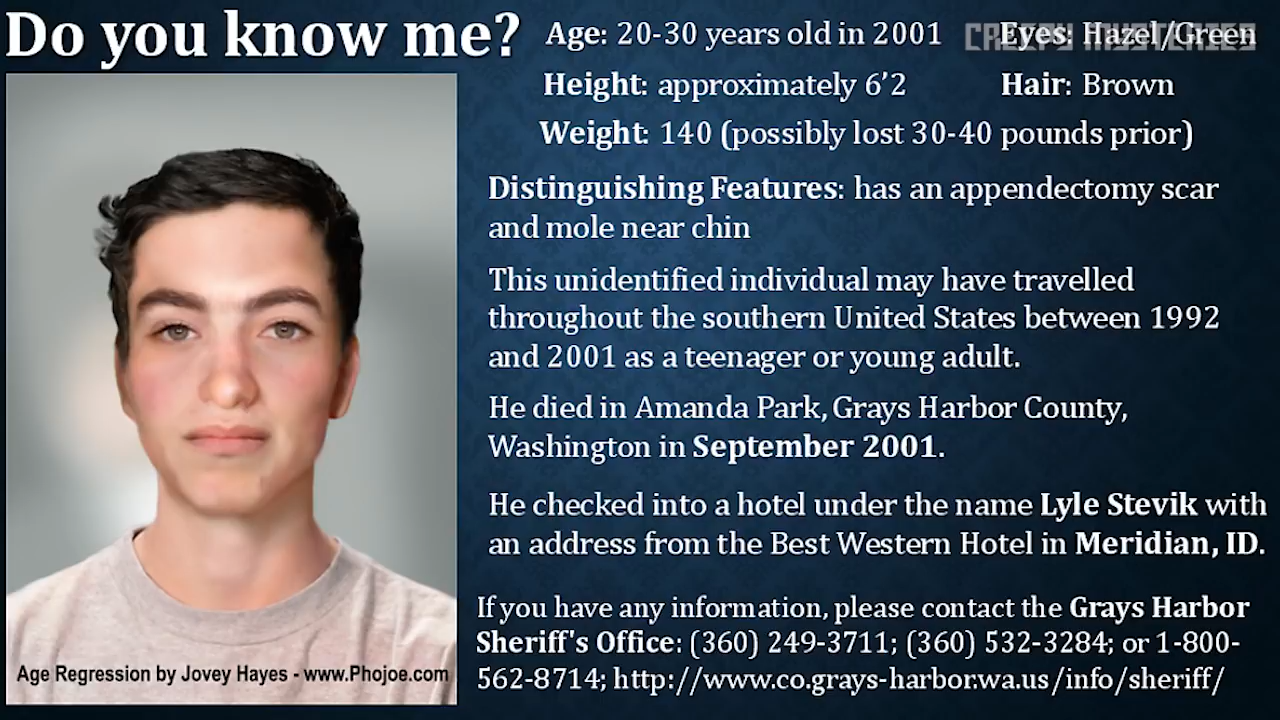 Do you know me?
Age: 20-30 years old in 2001 Eyes: Hazel/Green
CREEPY MYSTERIES
Height: approximately 6’2 Hair: Brown
Weight: 140 (possibly lost 30-40 pounds prior)
Distinguishing Features: has an appendectomy scar
and mole near chin
This unidentified individual may have travelled
throughout the southern United States between 1992
and 2001 as a teenager or young adult.
He died in Amanda Park, Grays Harbor County,
Washington in September 2001.
He checked into a hotel under the name Lyle Stevik with
an address from the Best Western Hotel in Meridian, ID.
If you have any information, please contact the Grays Harbor
Sheriff's Office: (360) 249-3711; (360) 532-3284; or 1-800-
562-8714; http://www.co.grays-harbor.wa.us/info/sheriff/
Age Regression by Jovey Hayes - www.Phojoe.com